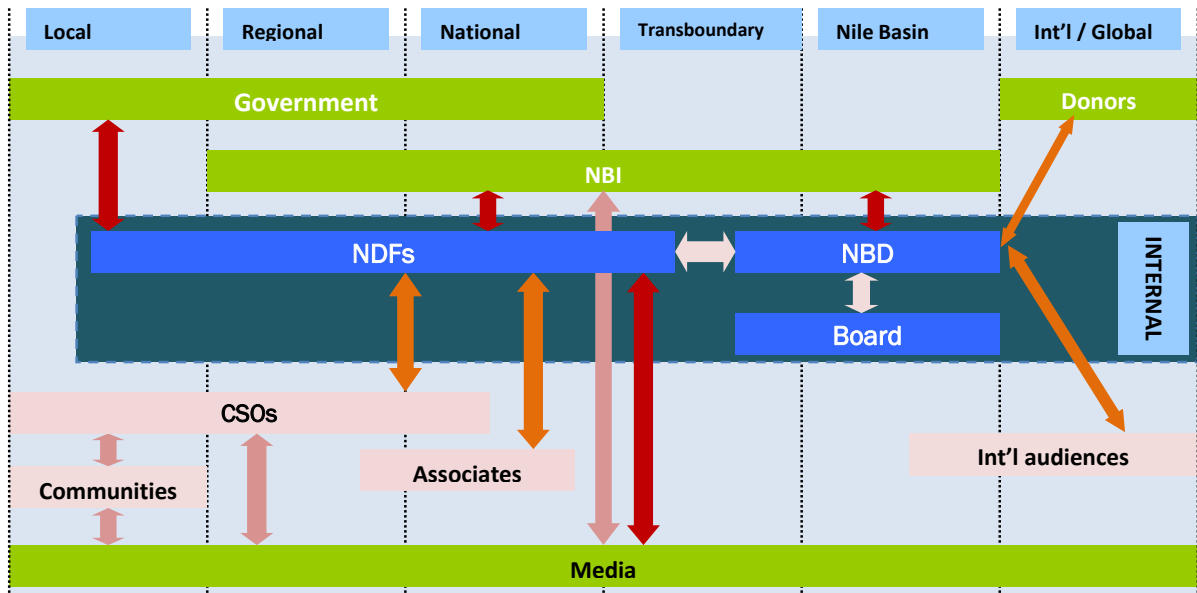 Local
Regional
National
Transboundary
Nile Basin
Int'l / Global
Government
Donors
NBI
NDFs
NBD
INTERNAL
Board
CSOs
Associates
Int'l audiences
Communities
Media